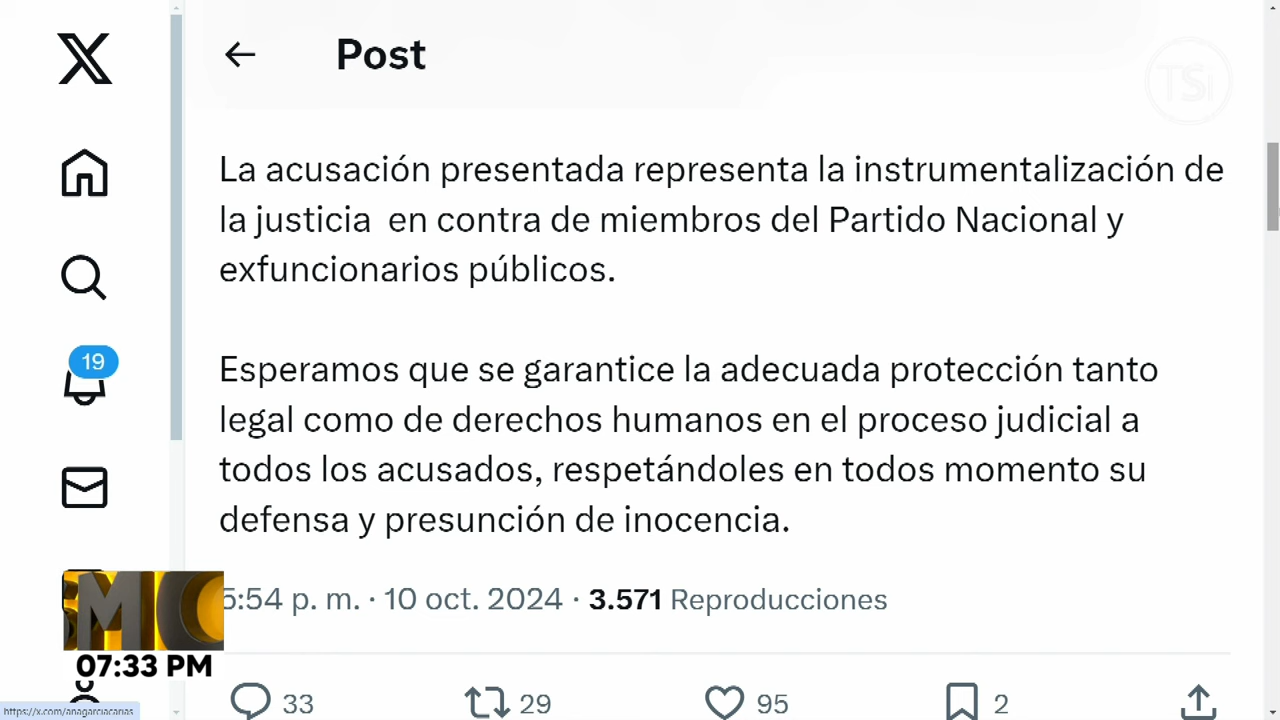 Post
TSi
La acusación presentada representa la instrumentalización de
la justicia en contra de miembros del Partido Nacional y
exfuncionarios públicos.
19
Esperamos que se garantice la adecuada protección tanto
legal como de derechos humanos en el proceso judicial a
todos los acusados, respetándoles en todos momento su
defensa y presunción de inocencia.
5:54 p. m. · 10 oct. 2024 · 3.571 Reproducciones
07:33 PM
33 29 95 2
https://x.com/anagarciacarias